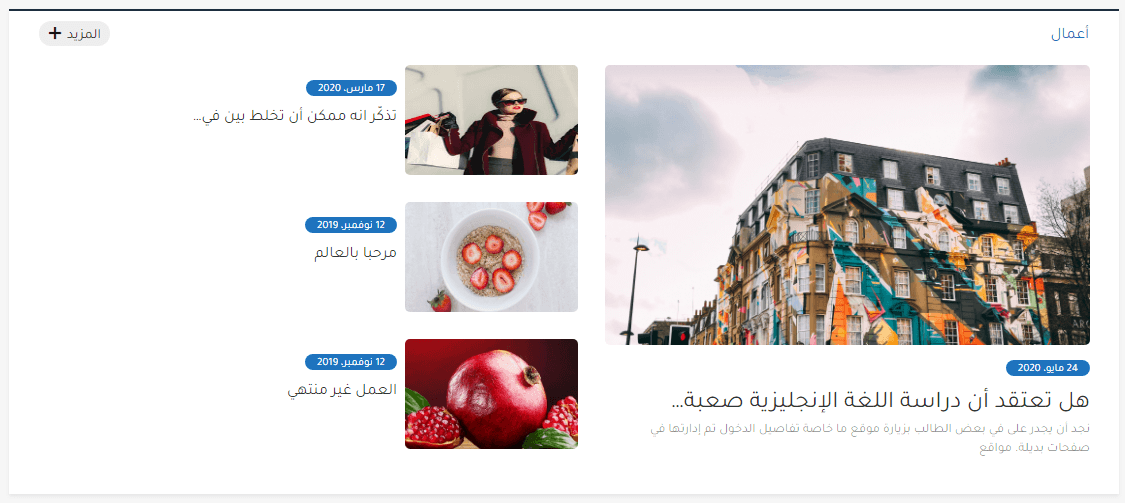 أعمال
المزيد +
24 مايو، 2020
هل تعتقد أن دراسة اللغة الإنجليزية صعبة...
نجد أن يجدر على في بعض الطالب بزيارة موقع ما خاصة تفاصيل الدخول تم إدارتها في
صفحات بديلة. مواقع
17 مارس، 2020
تذكّر انه ممكن أن تخلط بين في...
12 نوفمبر، 2019
مرحبا بالعالم
12 نوفمبر، 2019
العمل غير منتهي